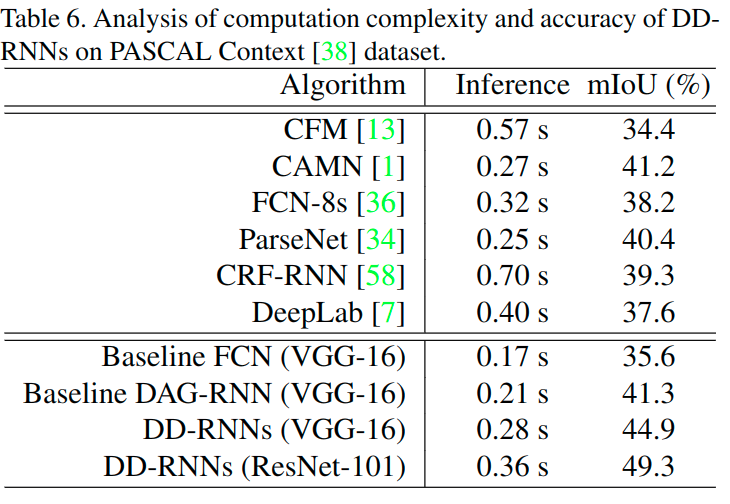 Table 6. Analysis of computation complexity and accuracy of DD-
RNNs on PASCAL Context [38] dataset.
Algorithm Inference mIoU (%)
CFM [13] 0.57 s 34.4
CAMN [1] 0.27 s 41.2
FCN-8s [36] 0.32 s 38.2
ParseNet [34] 0.25 s 40.4
CRF-RNN [58] 0.70 s 39.3
DeepLab [7] 0.40 s 37.6
Baseline FCN (VGG-16) 0.17 s 35.6
Baseline DAG-RNN (VGG-16) 0.21 s 41.3
DD-RNNs (VGG-16) 0.28 s 44.9
DD-RNNs (ResNet-101) 0.36 s 49.3